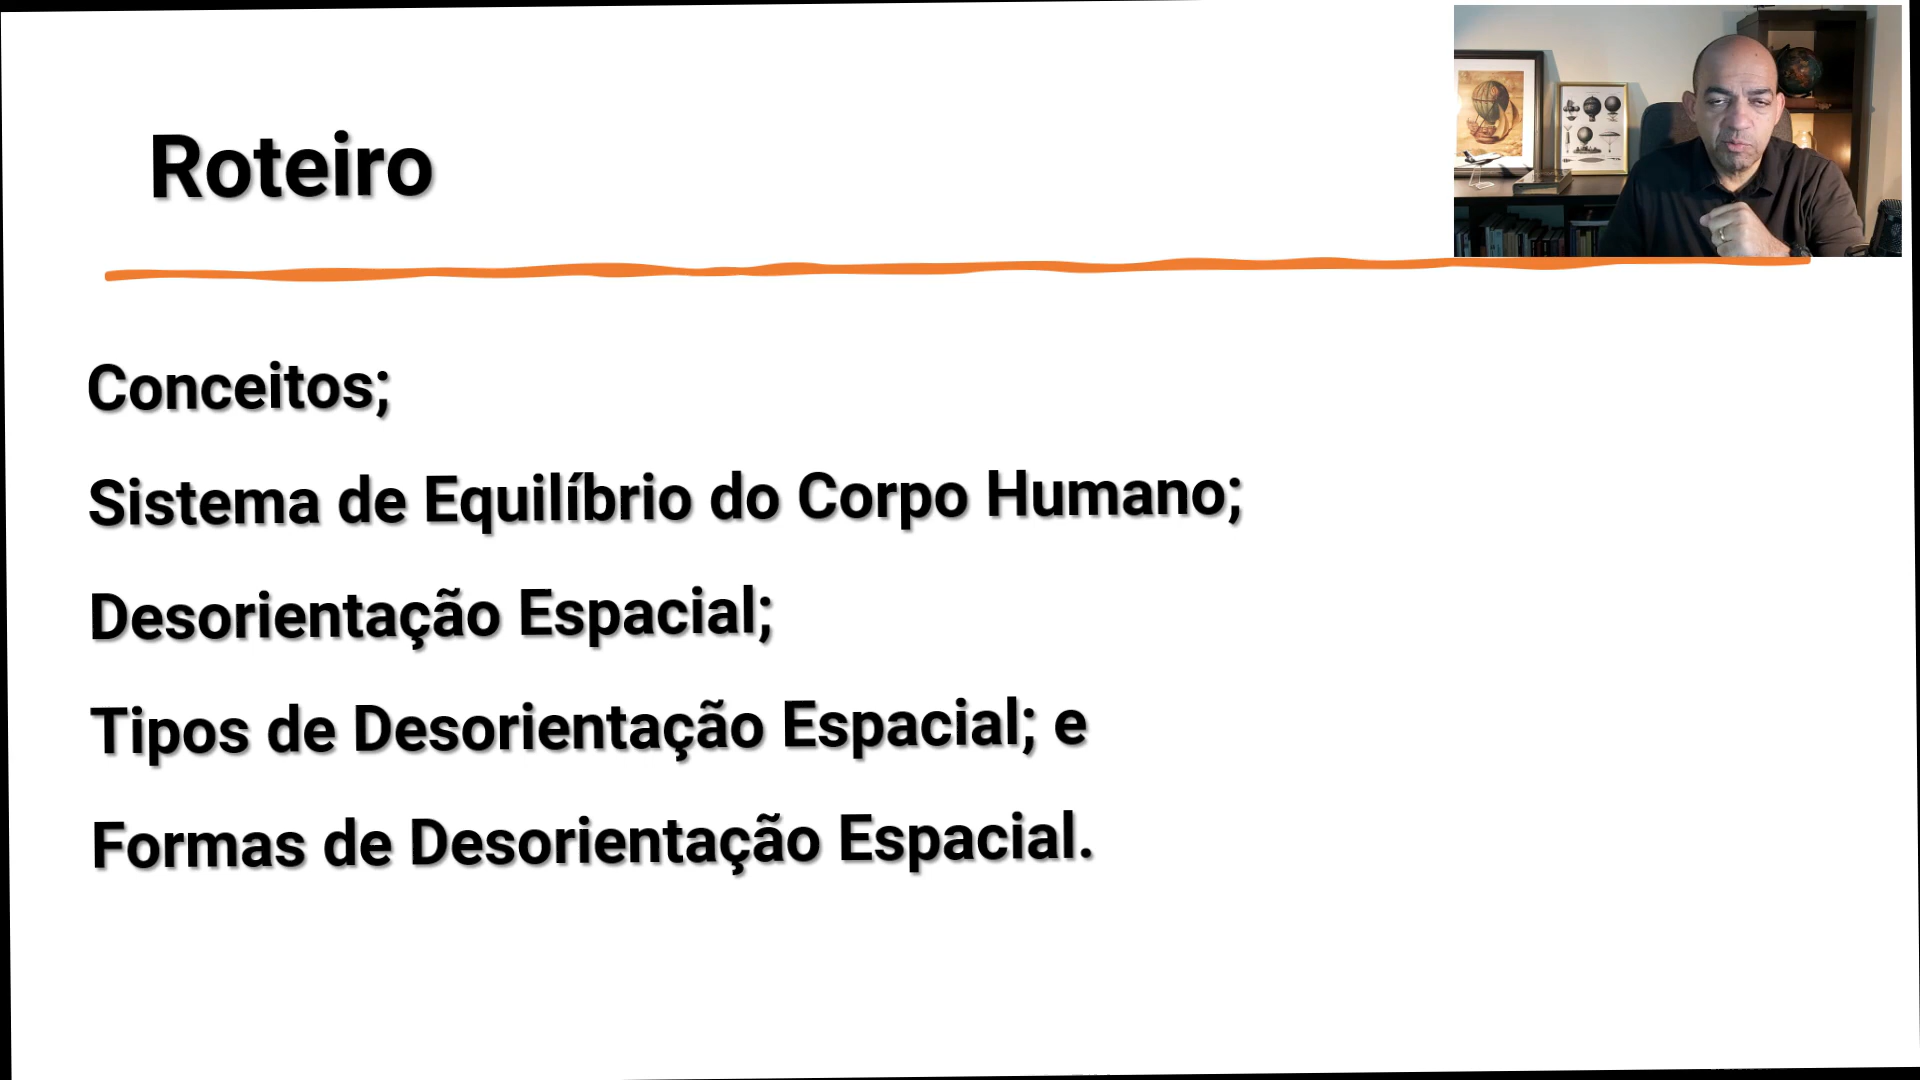 Roteiro
Conceitos;
Sistema de Equilíbrio do Corpo Humano;
Desorientação Espacial;
Tipos de Desorientação Espacial; e
Formas de Desorientação Espacial.